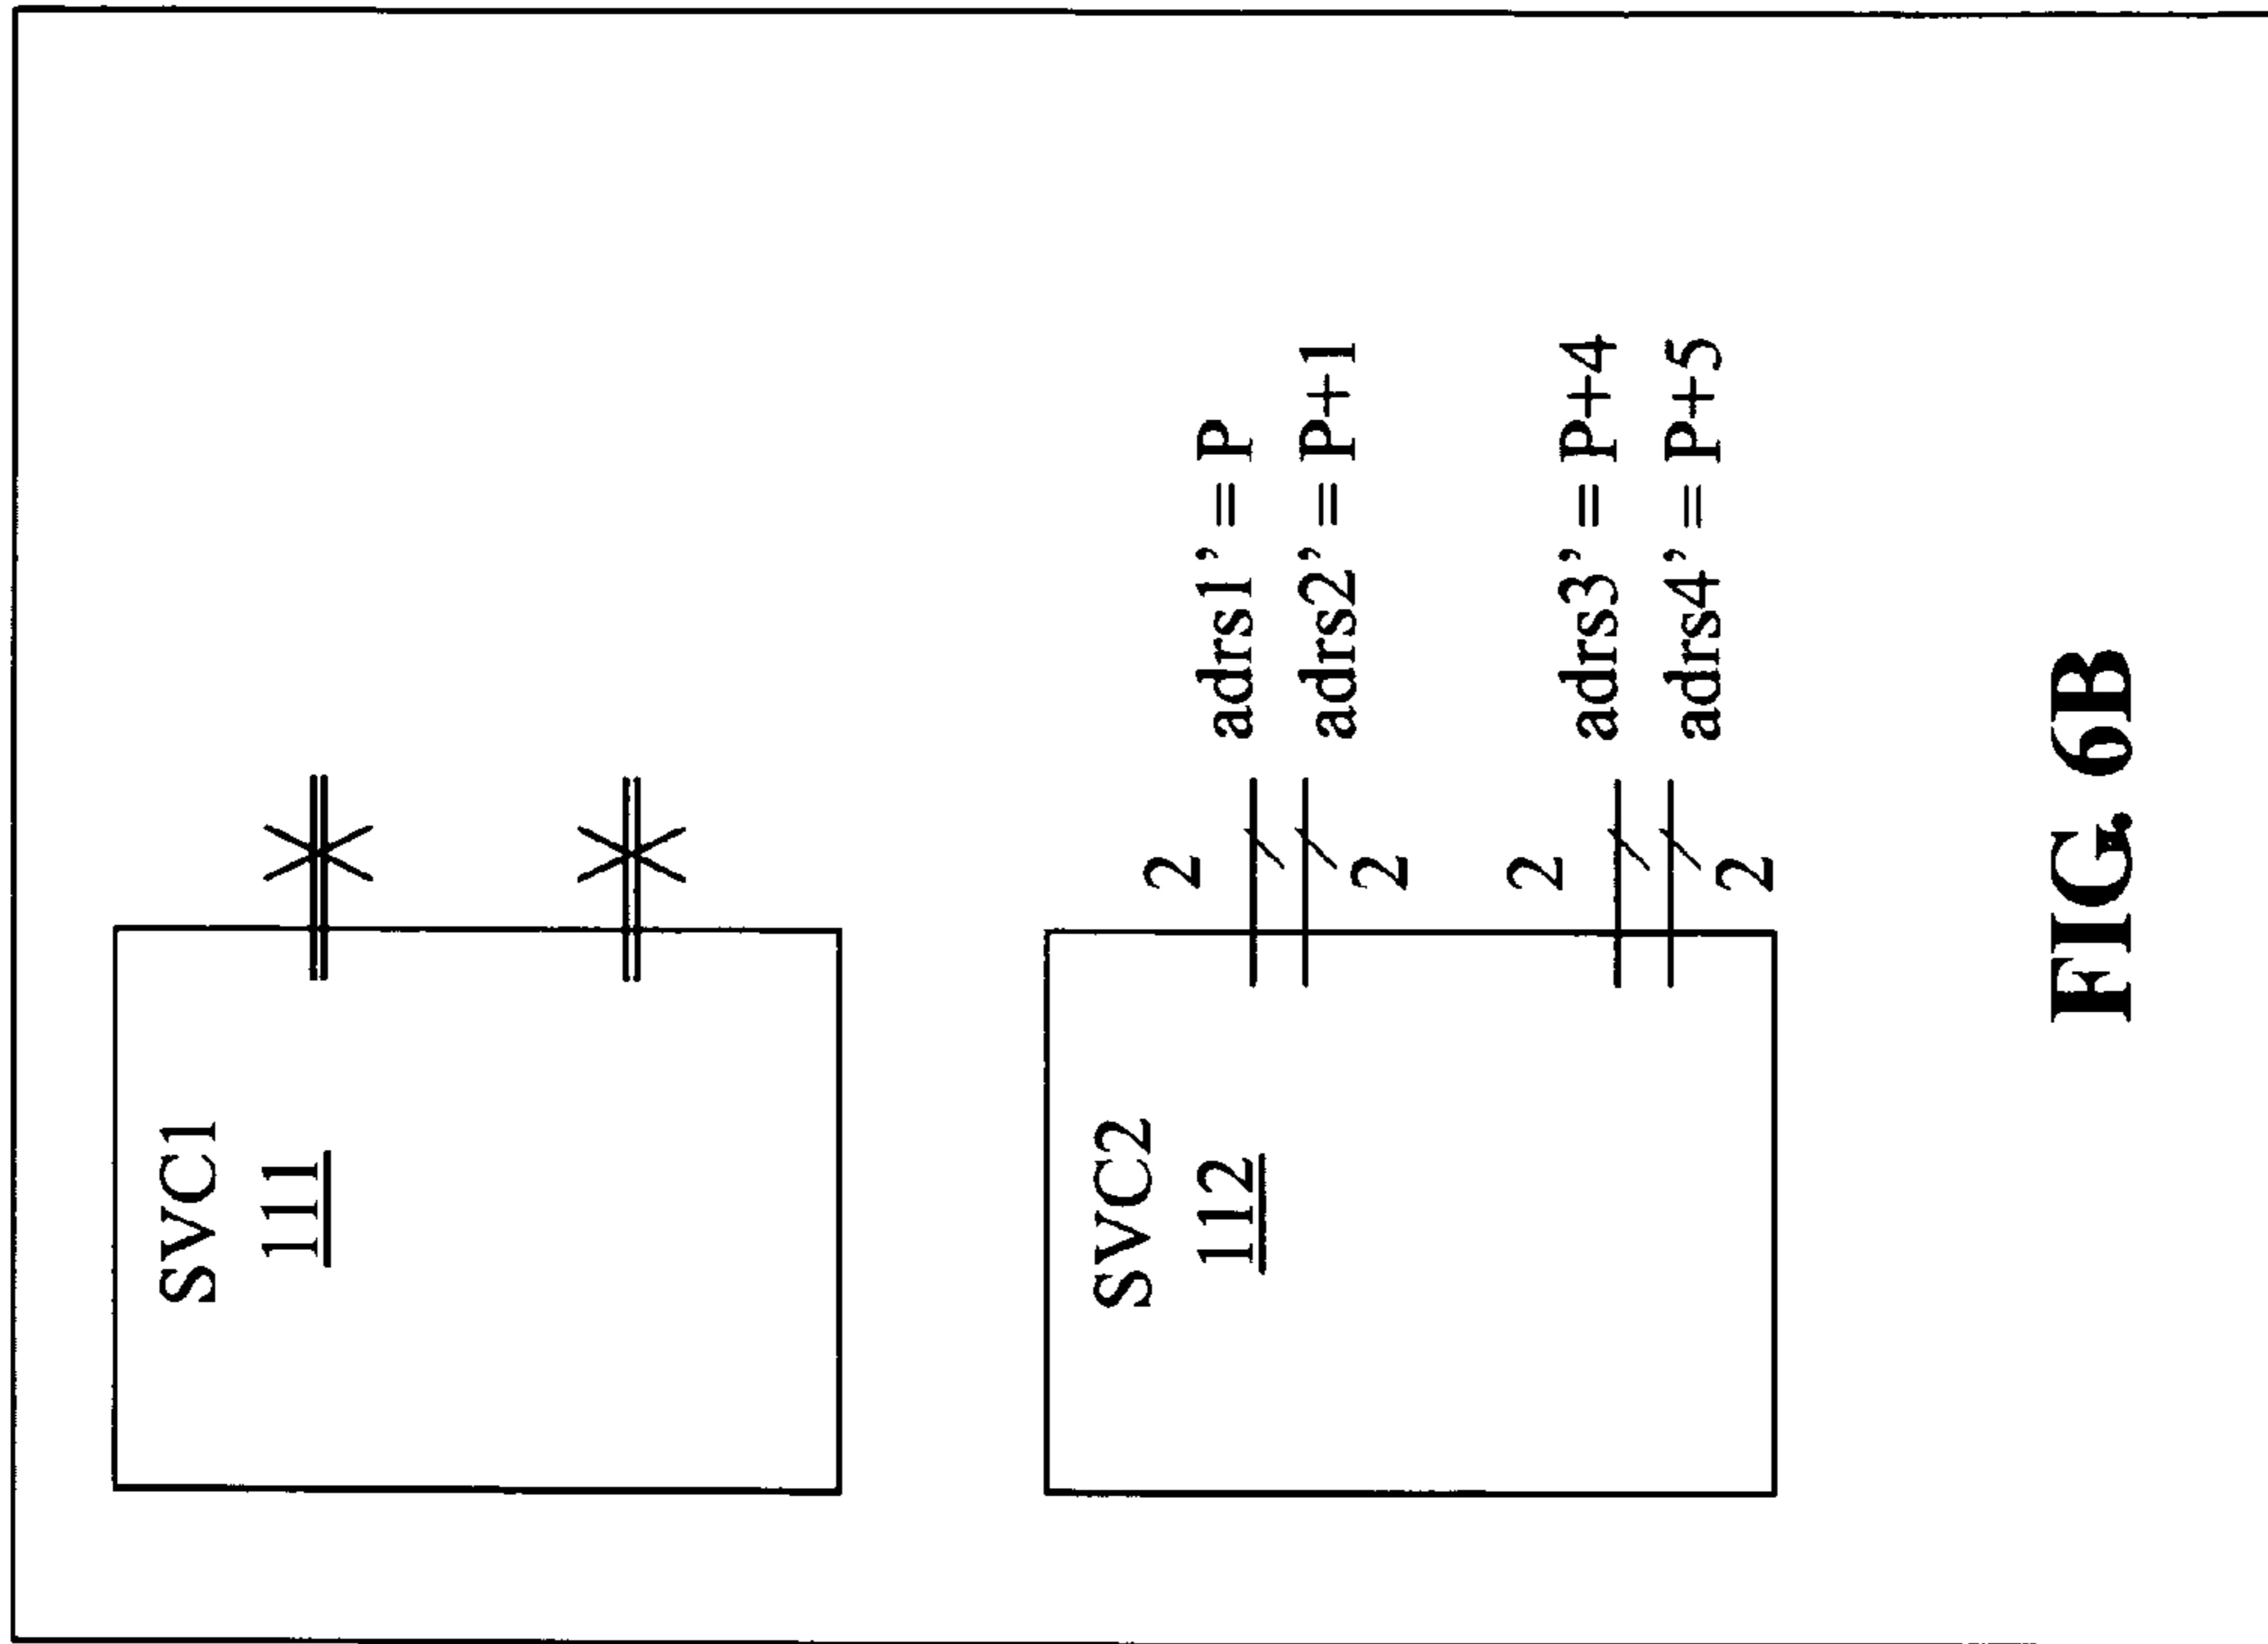 SVC1
111
SVC2
112
2
adrs1’ = P
adrs2’ = P+1
2
2
adrs3’ = P+4
adrs4’ = P+5
2
FIG. 6B